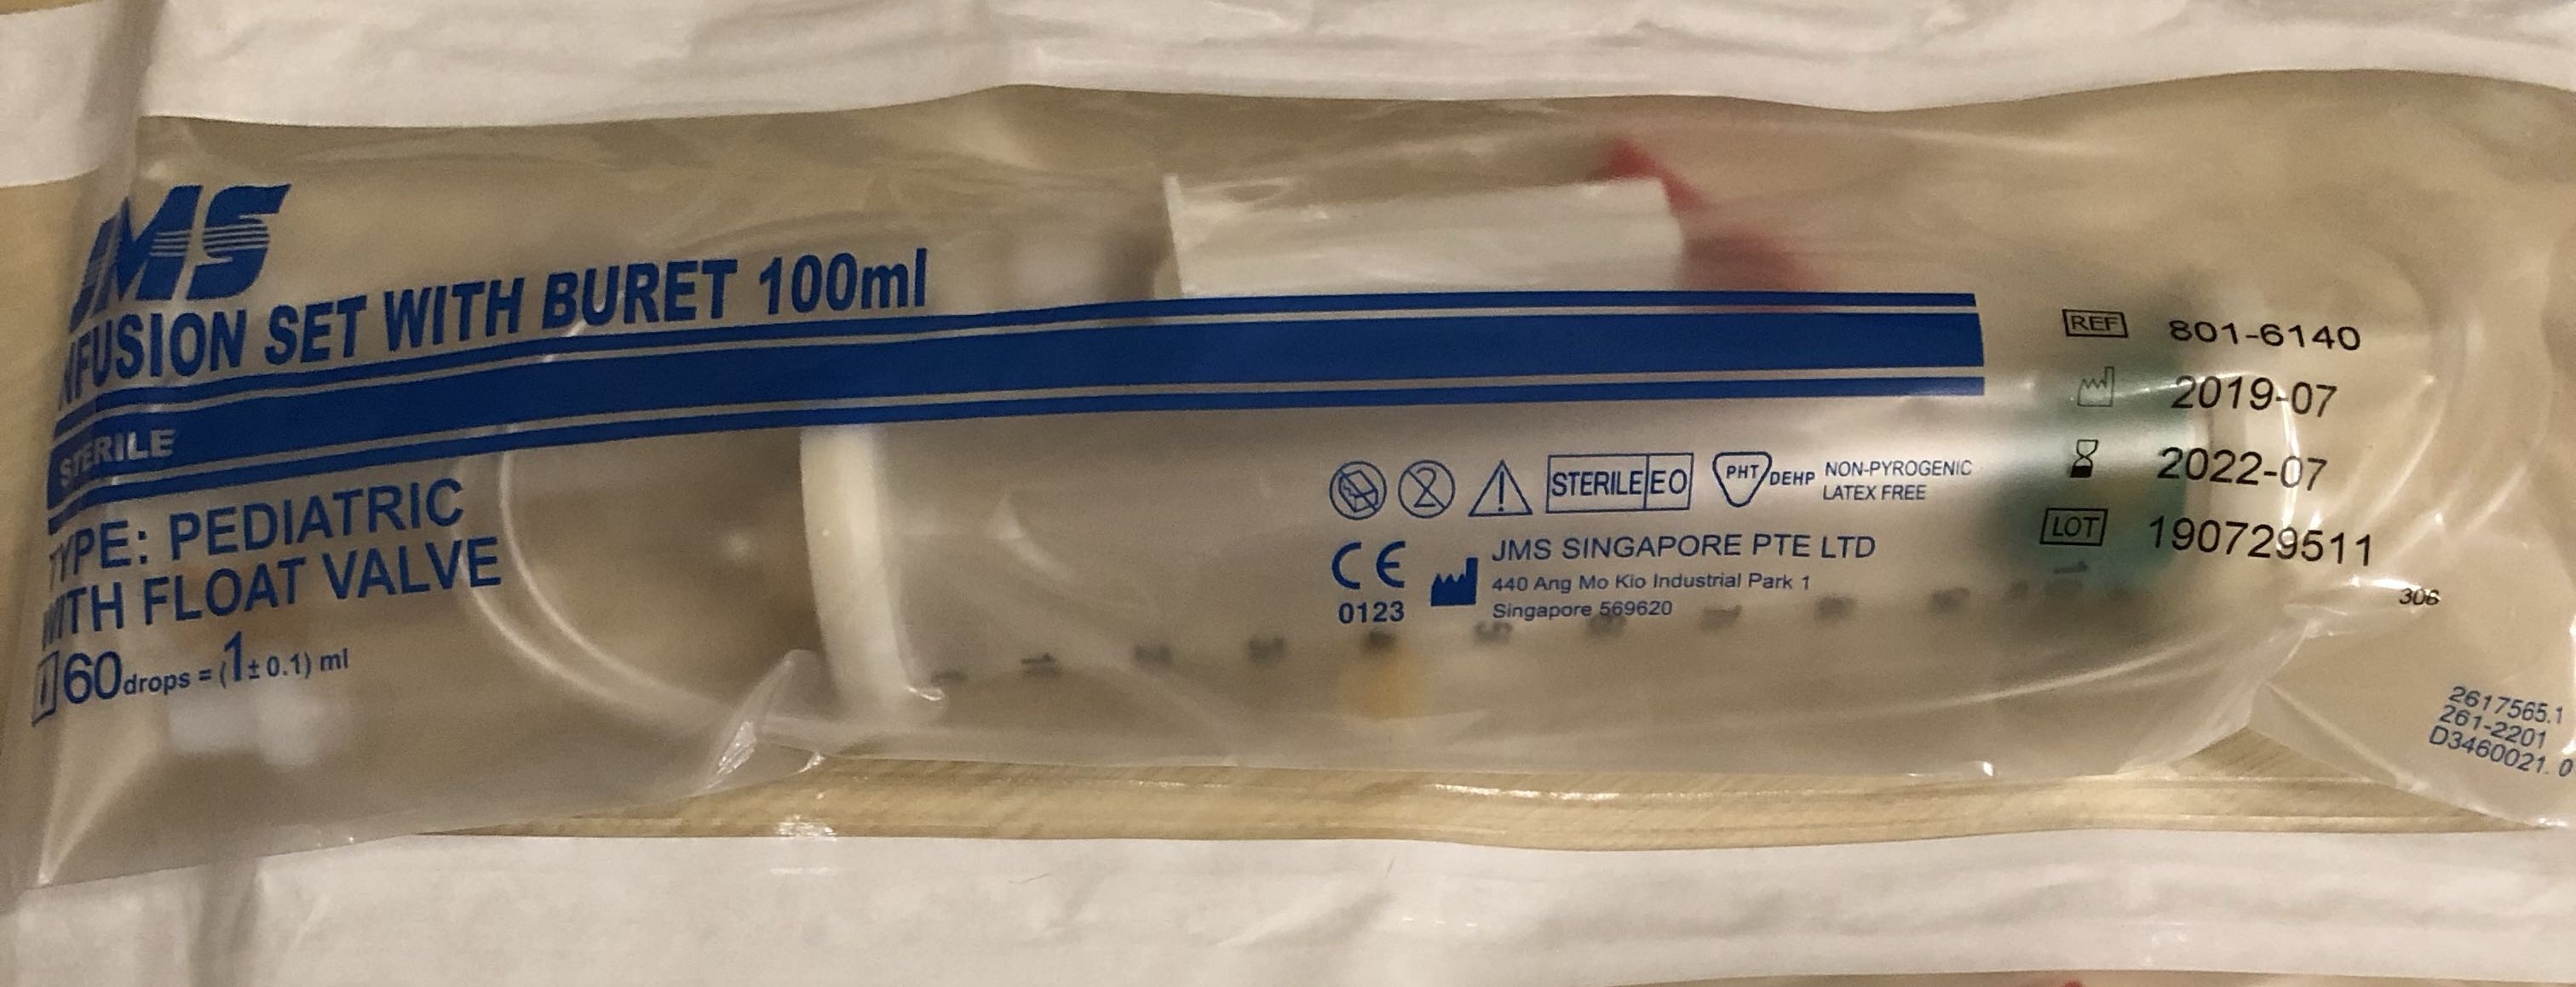 JMS
INFUSION SET WITH BURET 100ml
STERILE
TYPE: PEDIATRIC
WITH FLOAT VALVE
60 drops = (1 ± 0.1) ml
STERILE EO
PHT
DEHP
NON-PYROGENIC
LATEX FREE
CE
0123
JMS SINGAPORE PTE LTD
440 Ang Mo Kio Industrial Park 1
Singapore 569620
REF 801-6140
2019-07
2022-07
LOT 190729511
306
2617565.1
261-2201
D3460021.0